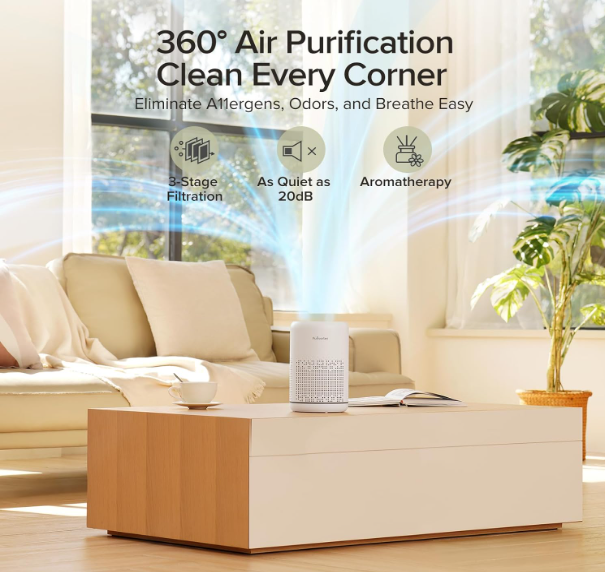 360° Air Purification
Clean Every Corner
Eliminate A11ergens, Odors, and Breathe Easy
3-Stage
Filtration
As Quiet as
20dB
Aromatherapy